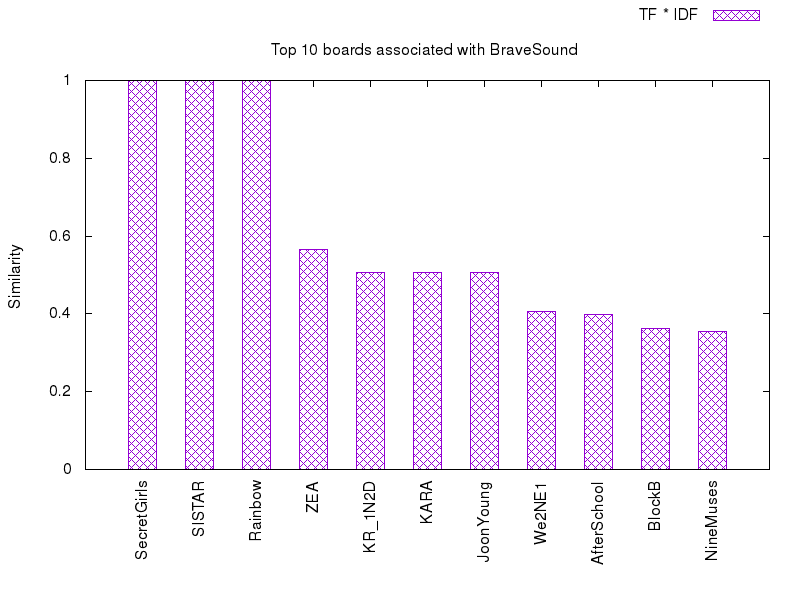 TF * IDF
Top 10 boards associated with BraveSound
1
0.8
0.6
0.4
0.2
0
Similarity
SecretGirls
SISTAR
Rainbow
ZEA
KR_1N2D
KARA
JoonYoung
We2NE1
AfterSchool
BlockB
NineMuses